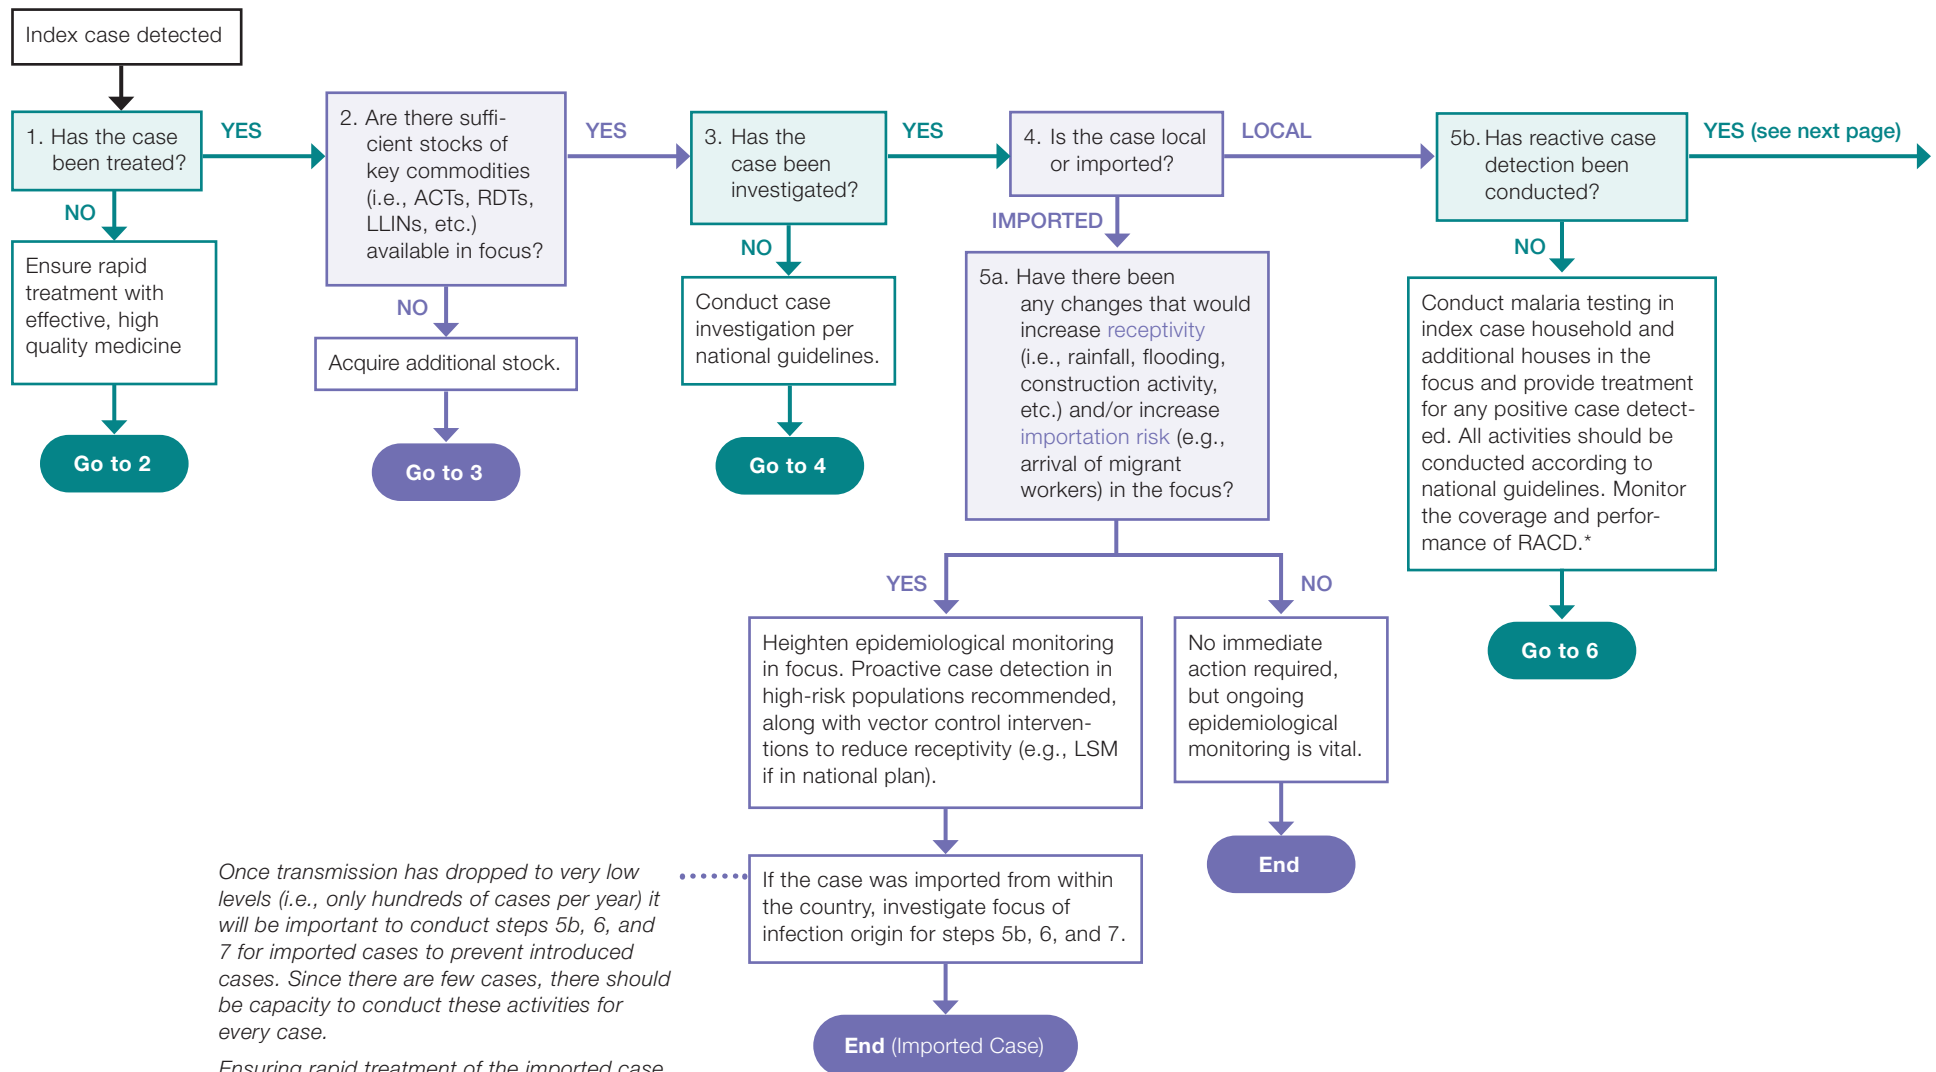 Index case detected
1. Has the case
been treated?
YES
NO
Ensure rapid
treatment with
effective, high
quality medicine
Go to 2
2. Are there suffi-
cient stocks of
key commodities
(i.e., ACTs, RDTs,
LLINs, etc.)
available in focus?
YES
NO
Acquire additional stock.
Go to 3
3. Has the
case been
investigated?
YES
NO
Conduct case
investigation per
national guidelines.
Go to 4
4. Is the case local
or imported?
LOCAL
IMPORTED
5a. Have there been
any changes that would
increase receptivity
(i.e., rainfall, flooding,
construction activity,
etc.) and/or increase
importation risk (e.g.,
arrival of migrant
workers) in the focus?
YES
NO
Heighten epidemiological monitoring
in focus. Proactive case detection in
high-risk populations recommended,
along with vector control interven-
tions to reduce receptivity (e.g., LSM
if in national plan).
If the case was imported from within
the country, investigate focus of
infection origin for steps 5b, 6, and 7.
End (Imported Case)
No immediate
action required,
but ongoing
epidemiological
monitoring is vital.
End
5b. Has reactive case
detection been
conducted?
YES (see next page)
NO
Conduct malaria testing in
index case household and
additional houses in the
focus and provide treatment
for any positive case detect-
ed. All activities should be
conducted according to
national guidelines. Monitor
the coverage and perfor-
mance of RACD.*
Go to 6
Once transmission has dropped to very low
levels (i.e., only hundreds of cases per year) it
will be important to conduct steps 5b, 6, and
7 for imported cases to prevent introduced
cases. Since there are few cases, there should
be capacity to conduct these activities for
every case.
Ensuring rapid treatment of the imported case